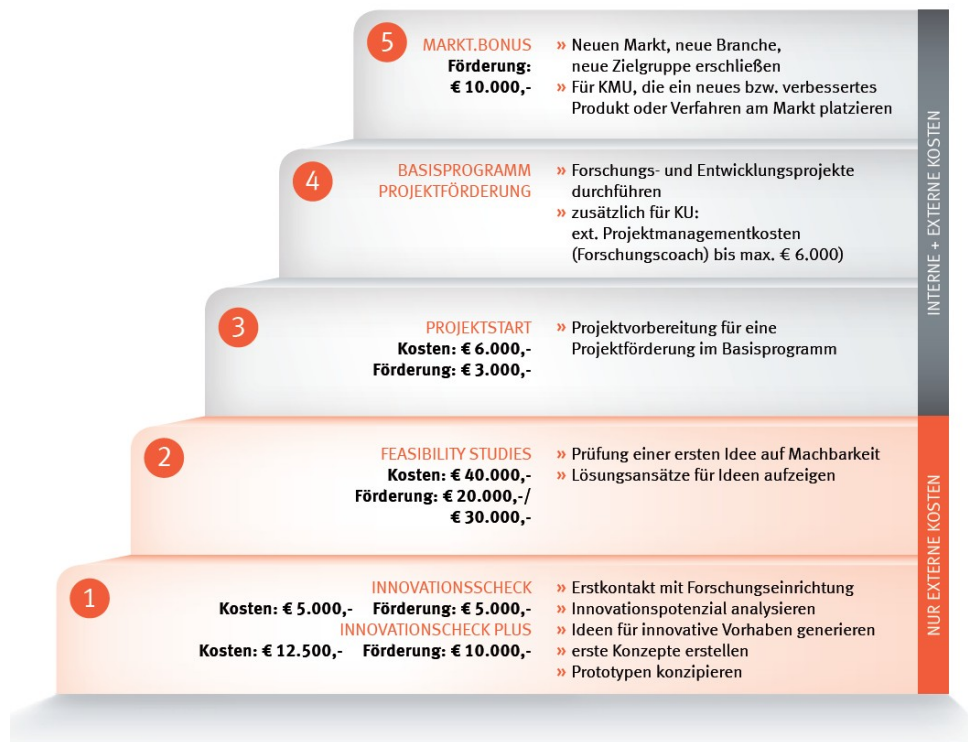 5
MARKT.BONUS
Förderung:
€ 10.000,-
» Neuen Markt, neue Branche,
neue Zielgruppe erschließen
» Für KMU, die ein neues bzw. verbessertes
Produkt oder Verfahren am Markt platzieren
4
BASISPROGRAMM
PROJEKTFÖRDERUNG
» Forschungs- und Entwicklungsprojekte
durchführen
» zusätzlich für KU:
ext. Projektmanagementkosten
(Forschungscoach) bis max. € 6.000)
3
PROJEKTSTART
Kosten: € 6.000,-
Förderung: € 3.000,-
» Projektvorbereitung für eine
Projektförderung im Basisprogramm
INTERNE + EXTERNE KOSTEN
2
FEASIBILITY STUDIES
Kosten: € 40.000,-
Förderung: € 20.000,-/
€ 30.000,-
» Prüfung einer ersten Idee auf Machbarkeit
» Lösungsansätze für Ideen aufzeigen
1
INNOVATIONSSCHECK
Kosten: € 5.000,- Förderung: € 5.000,-
INNOVATIONSCHECK PLUS
Kosten: € 12.500,- Förderung: € 10.000,-
» Erstkontakt mit Forschungseinrichtung
» Innovationspotenzial analysieren
» Ideen für innovative Vorhaben generieren
» erste Konzepte erstellen
» Prototypen konzipieren
NUR EXTERNE KOSTEN